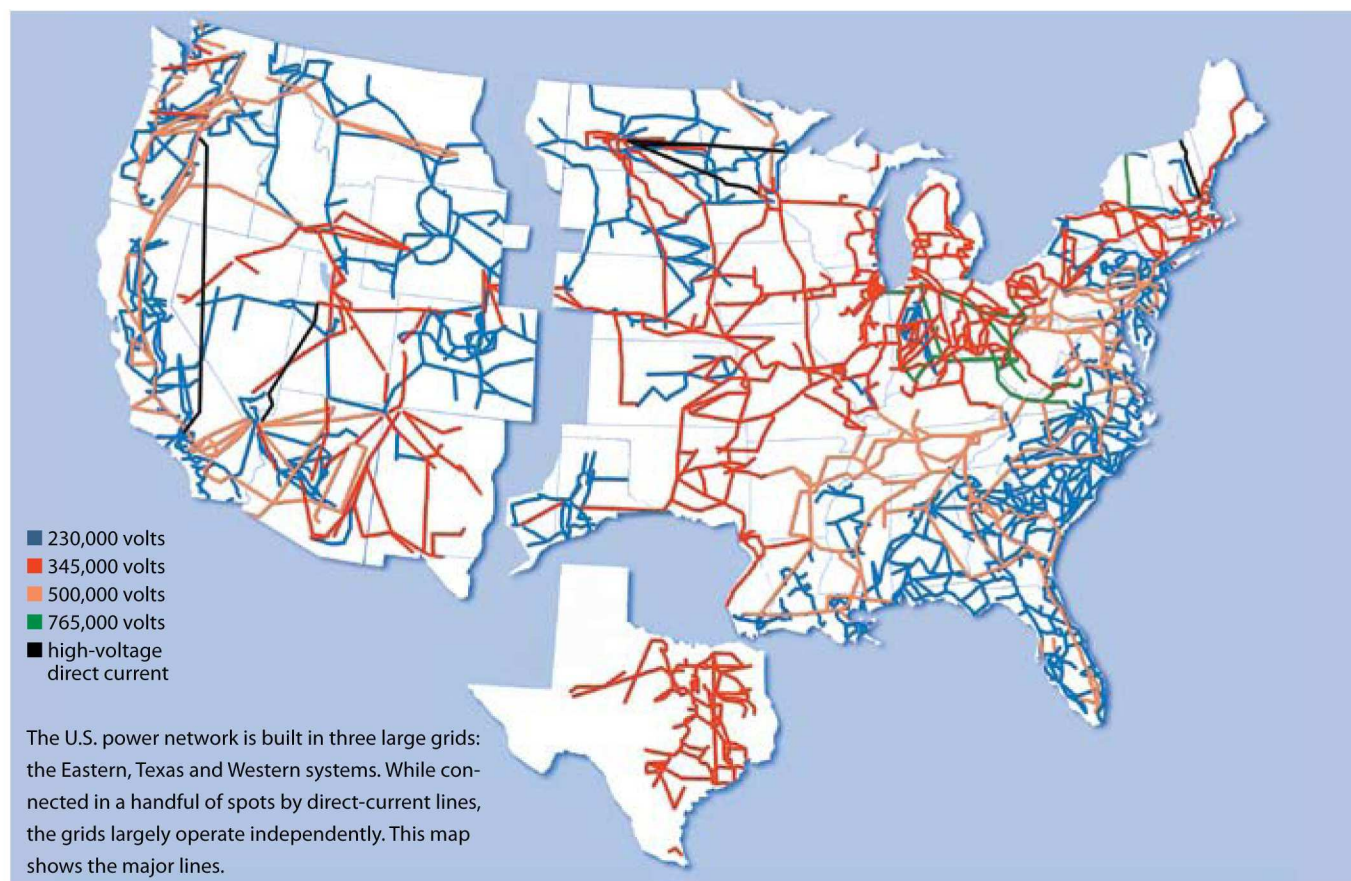 230,000 volts
345,000 volts
500,000 volts
765,000 volts
high-voltage
direct current
The U.S. power network is built in three large grids:
the Eastern, Texas and Western systems. While con-
nected in a handful of spots by direct-current lines,
the grids largely operate independently. This map
shows the major lines.